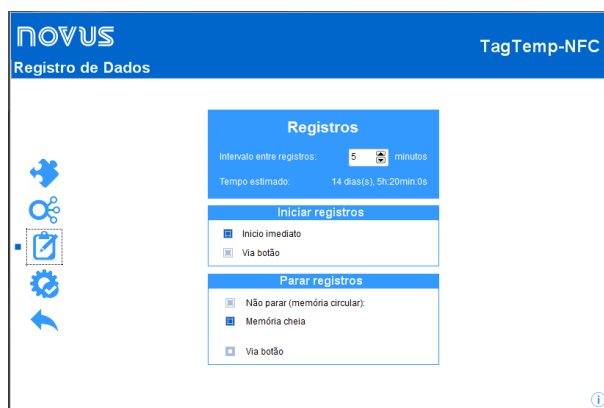 NOVUS
TagTemp-NFC
Registro de Dados
Registros
Intervalo entre registros: 5 minutos
Tempo estimado: 14 dias(s), 5h:20min:0s
Iniciar registros
Inicio imediato
Via botão
Parar registros
Não parar (memória circular):
Memória cheia
Via botão
i